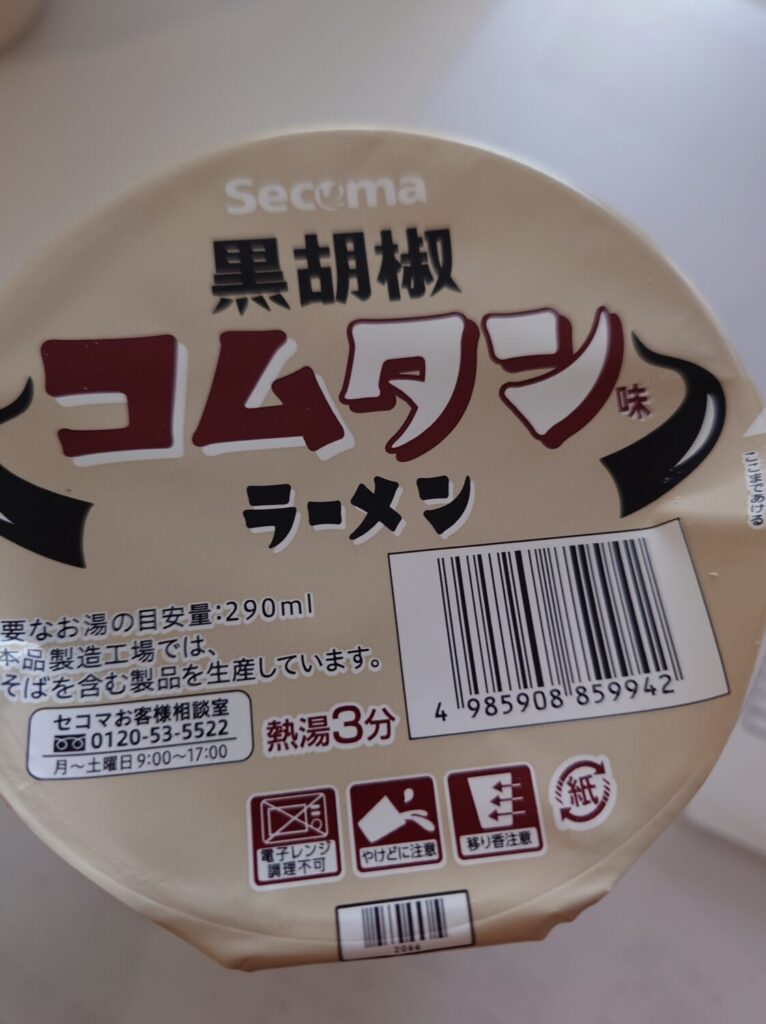 Secoma
黒胡椒
コムタン味
ラーメン
ここまであける
要なお湯の目安量:290ml
本品製造工場では、
そばを含む製品を生産しています。
4 985908 859942
セコマお客様相談室
0120-53-5522
月~土曜日9:00~17:00
熱湯3分
電子レンジ
調理不可
やけどに注意
移り香注意
紙
2066